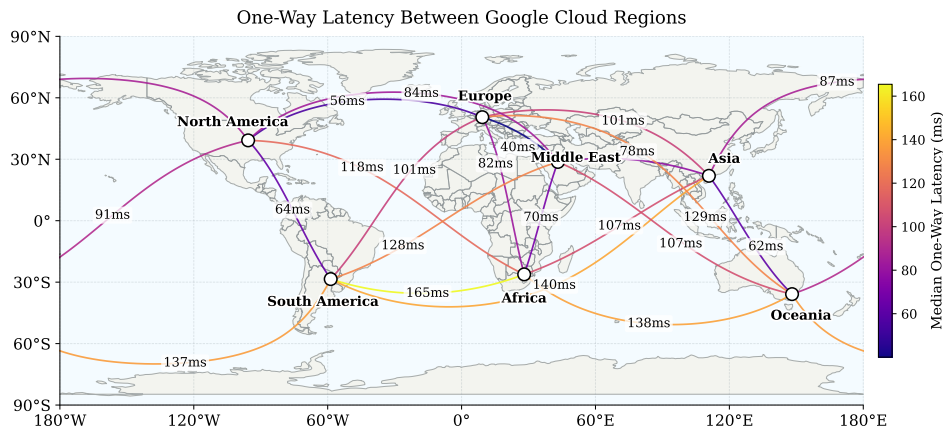 One-Way Latency Between Google Cloud Regions
90°N
60°N
30°N
0°
30°S
60°S
90°S
180°W
120°W
60°W
0°
60°E
120°E
180°E
87ms
84ms
Europe
56ms
North America
101ms
40ms
78ms
Middle East
Asia
82ms
118ms
101ms
64ms
91ms
70ms
129ms
107ms
128ms
107ms
62ms
South America
165ms
140ms
Africa
Oceania
138ms
137ms
160
140
120
100
80
60
Median One-Way Latency (ms)